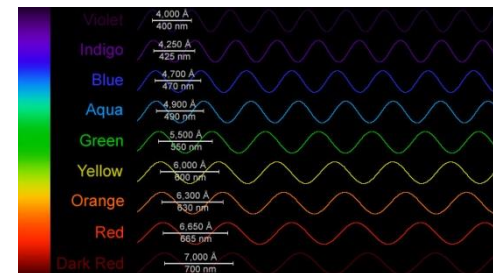 Violet
4,000 Å
400 nm
Indigo
4,250 Å
425 nm
Blue
4,700 Å
470 nm
Aqua
4,900 Å
490 nm
Green
5,500 Å
550 nm
Yellow
6,000 Å
600 nm
Orange
6,300 Å
630 nm
Red
6,650 Å
665 nm
Dark Red
7,000 Å
700 nm